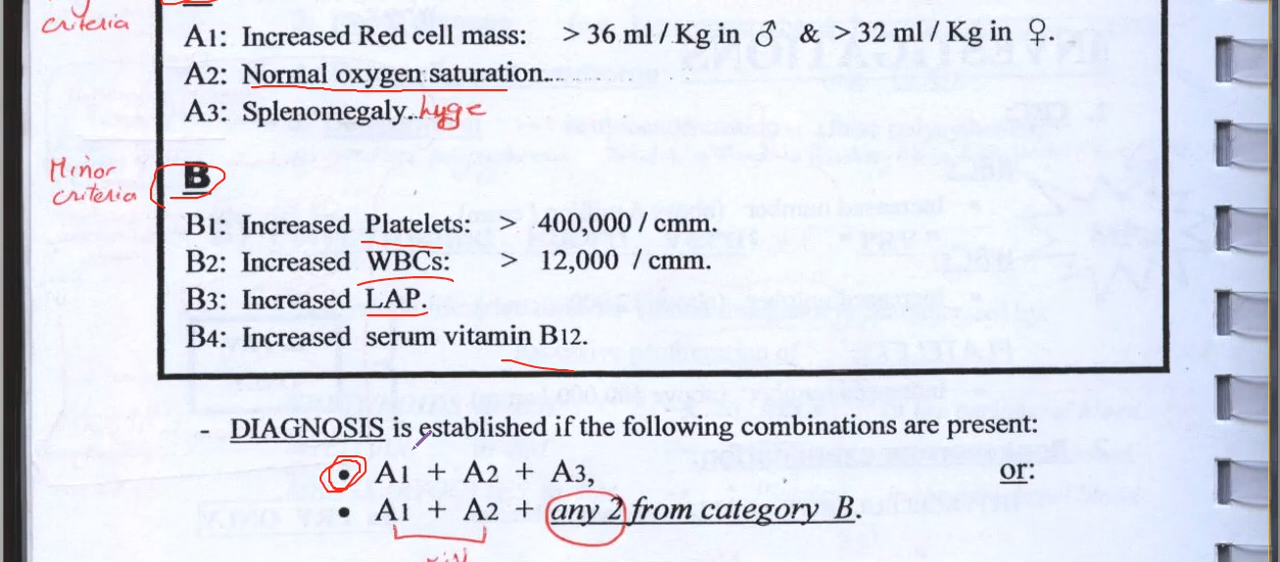 criteria
A1: Increased Red cell mass: > 36 ml / Kg in ♂ & > 32 ml / Kg in ♀.
A2: Normal oxygen saturation...
A3: Splenomegaly.. hyge
Minor
criteria
B
B1: Increased Platelets: > 400,000 / cmm.
B2: Increased WBCs: > 12,000 / cmm.
B3: Increased LAP.
B4: Increased serum vitamin B12.
- DIAGNOSIS is established if the following combinations are present:
• A1 + A2 + A3, or:
• A1 + A2 + any 2 from category B.